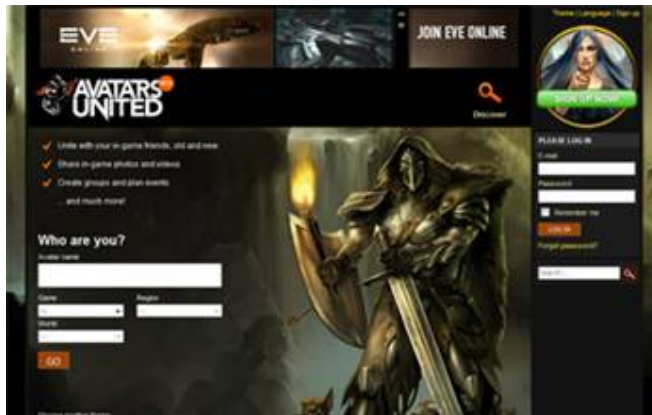 EVE
ONLINE
JOIN EVE ONLINE
Theme | Language | Sign up
AVATARS
UNITED
Discover
SIGN UP NOW!
Unite with your in-game friends, old and new
Share in-game photos and videos
Create groups and plan events
... and much more!
Who are you?
Avatar name
Game
Region
World
GO
PLEASE LOG IN
E-mail
Password
Remember me
LOG IN
Forgot password?
Search...